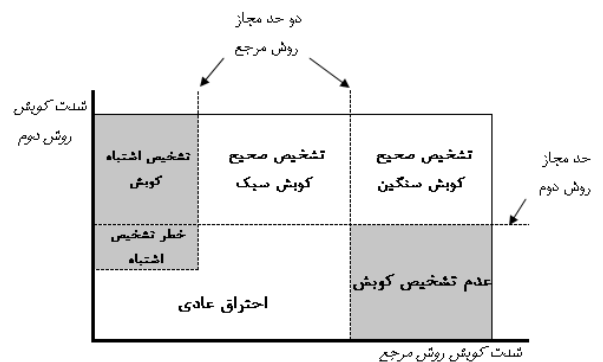 دو حد مجاز
روش مرجع
شدت کوبش
روش دوم
تشخیص اشتباه
کوبش
تشخیص صحیح
کوبش سبک
تشخیص صحیح
کوبش سنگین
حد مجاز
روش دوم
خطر تشخیص
اشتباه
احتراق عادی
عدم تشخیص کوبش
شدت کوبش روش مرجع